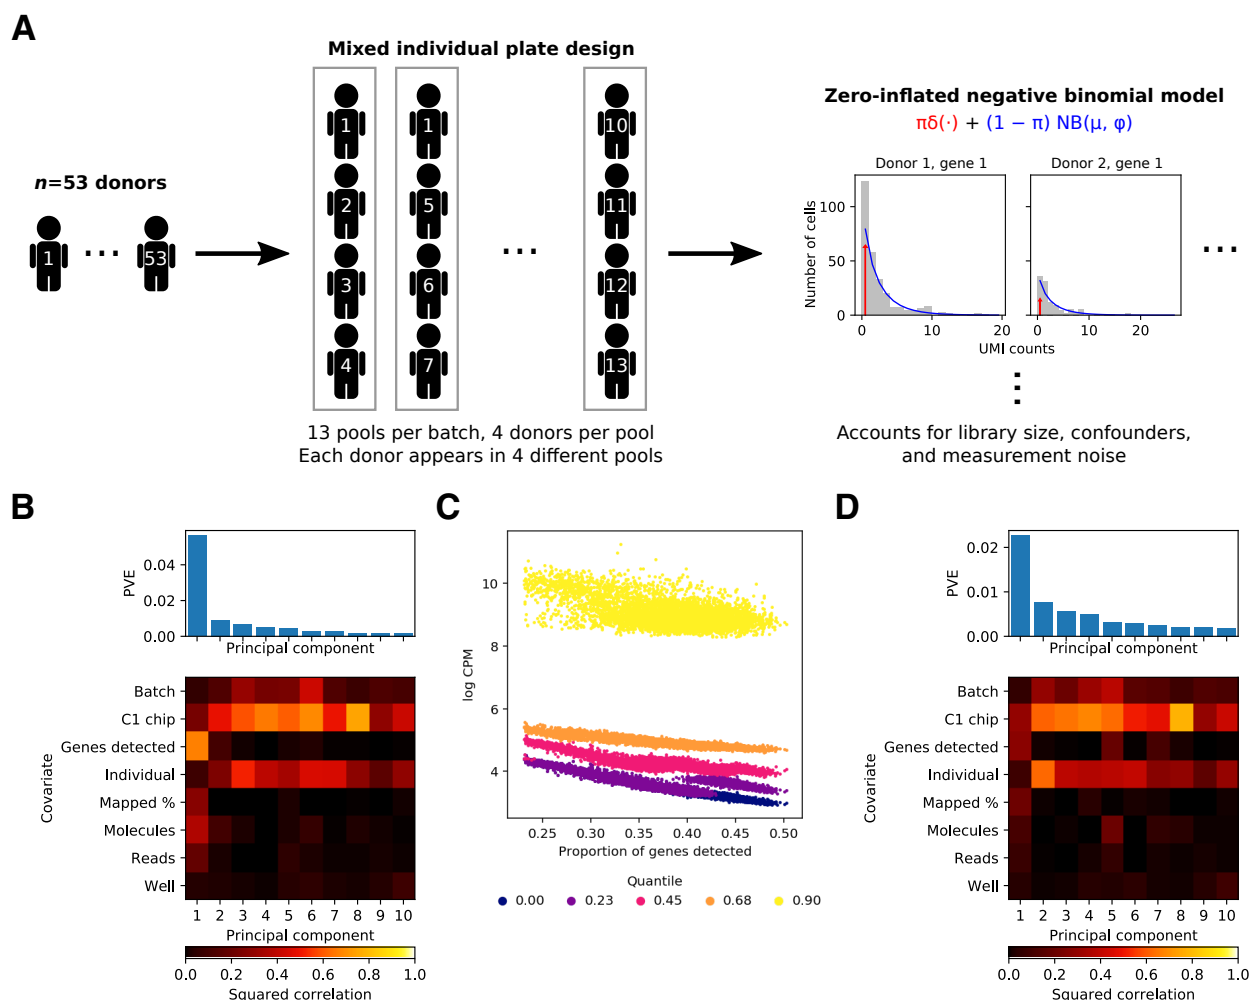 A
Mixed individual plate design
n=53 donors
1 ... 53
1 1 10
2 5 11
3 6 12
4 7 13
...
13 pools per batch, 4 donors per pool
Each donor appears in 4 different pools
Zero-inflated negative binomial model
πδ(·) + (1 − π) NB(μ, φ)
Donor 1, gene 1
Donor 2, gene 1
Number of cells
100
50
0
0 10 20
0 10 20
UMI counts
...
Accounts for library size, confounders,
and measurement noise
B
PVE
0.04
0.02
0.00
Principal component
Covariate
Batch
C1 chip
Genes detected
Individual
Mapped %
Molecules
Reads
Well
1 2 3 4 5 6 7 8 9 10
Principal component
0.0 0.2 0.4 0.6 0.8 1.0
Squared correlation
C
log CPM
10
8
6
4
0.25 0.30 0.35 0.40 0.45 0.50
Proportion of genes detected
Quantile
0.00 0.23 0.45 0.68 0.90
D
PVE
0.02
0.01
0.00
Principal component
Covariate
Batch
C1 chip
Genes detected
Individual
Mapped %
Molecules
Reads
Well
1 2 3 4 5 6 7 8 9 10
Principal component
0.0 0.2 0.4 0.6 0.8 1.0
Squared correlation